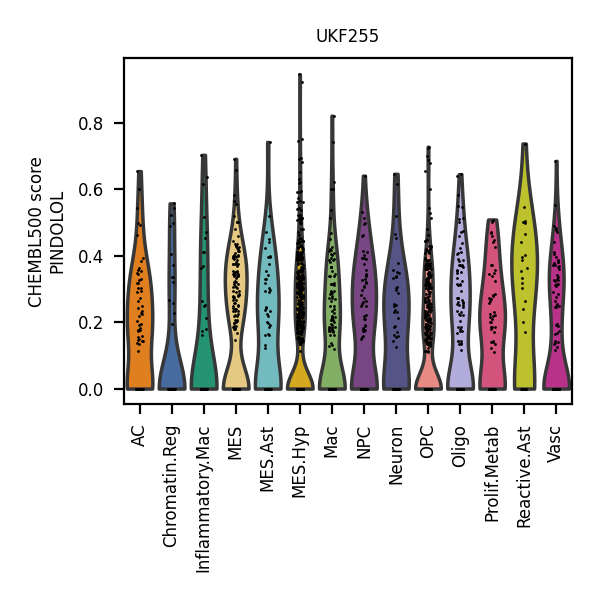 UKF255
CHEMBL500 score
PINDOLOL
0.8
0.6
0.4
0.2
0.0
AC
Chromatin.Reg
Inflammatory.Mac
MES
MES.Ast
MES.Hyp
Mac
NPC
Neuron
OPC
Oligo
Prolif.Metab
Reactive.Ast
Vasc